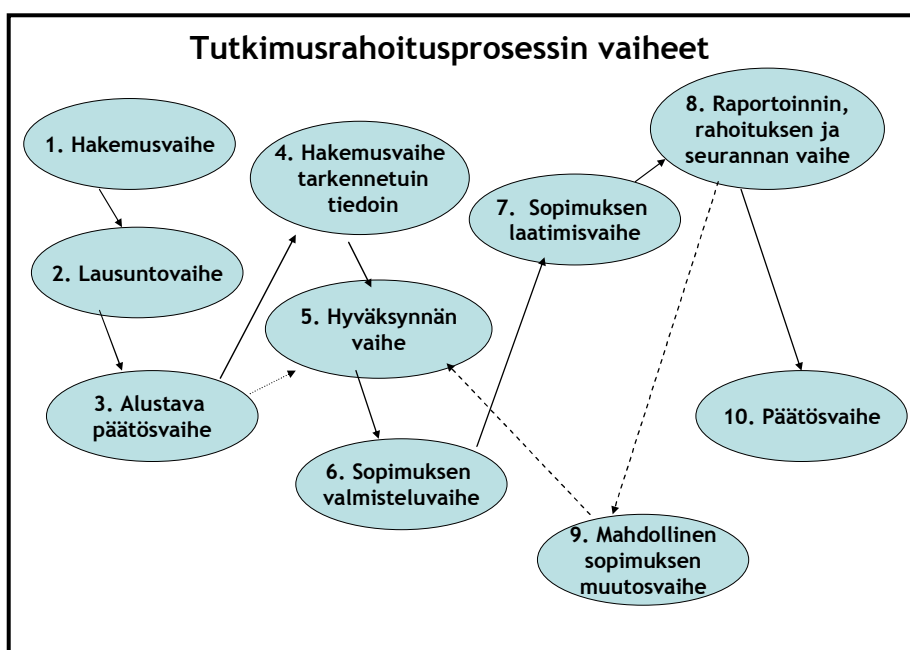 Tutkimusrahoitusprosessin vaiheet
1. Hakemusvaihe
2. Lausuntovaihe
3. Alustava
päätösvaihe
4. Hakemusvaihe
tarkennetuin
tiedoin
5. Hyväksynnän
vaihe
6. Sopimuksen
valmisteluvaihe
7. Sopimuksen
laatimisvaihe
8. Raportoinnin,
rahoituksen ja
seurannan vaihe
9. Mahdollinen
sopimuksen
muutosvaihe
10. Päätösvaihe